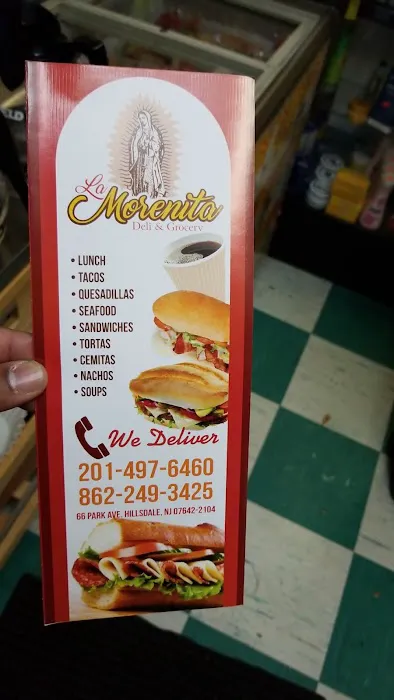 La
Morenita
Deli & Grocery
• LUNCH
• TACOS
• QUESADILLAS
• SEAFOOD
• SANDWICHES
• TORTAS
• CEMITAS
• NACHOS
• SOUPS
We Deliver
201-497-6460
862-249-3425
66 PARK AVE. HILLSDALE, NJ 07642-2104